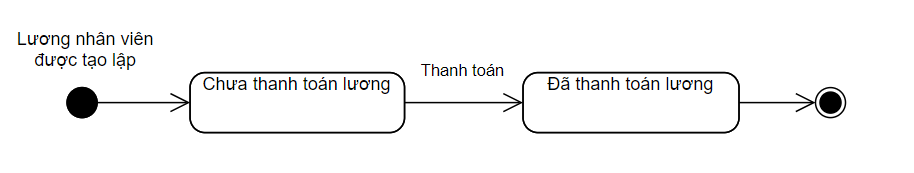 Lương nhân viên
được tạo lập
Chưa thanh toán lương
Thanh toán
Đã thanh toán lương